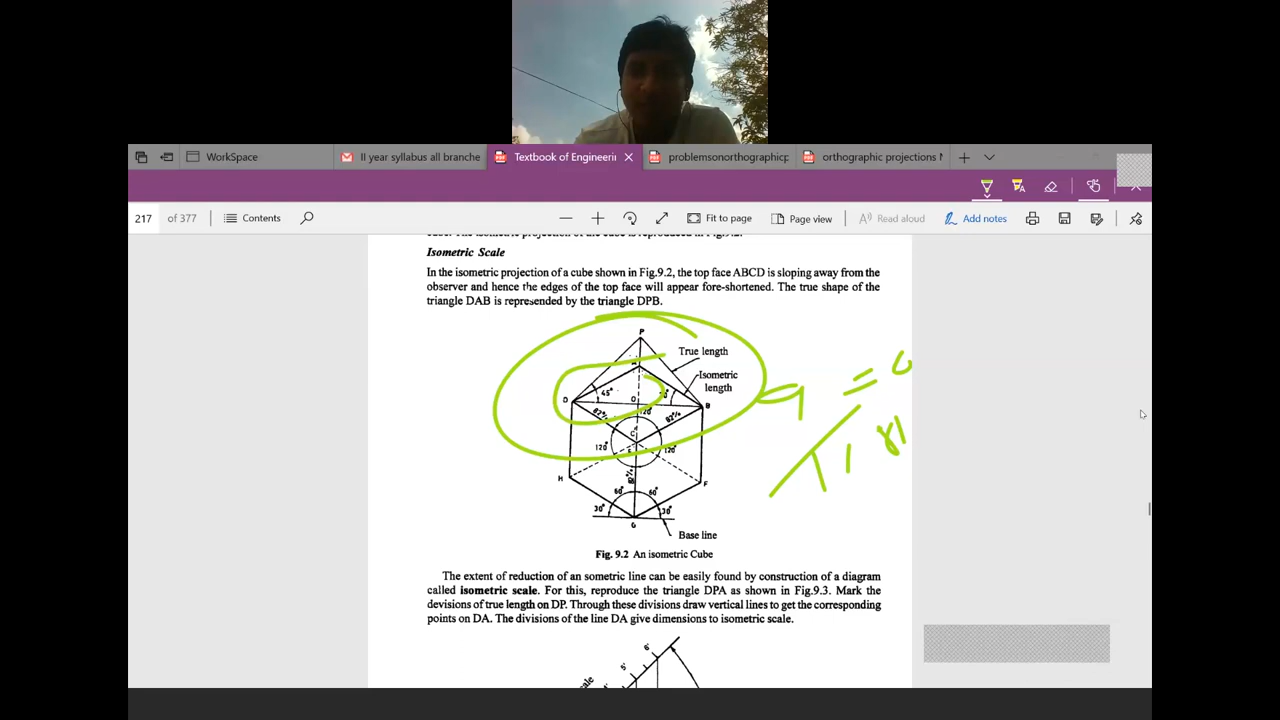 WorkSpace
II year syllabus all branche
Textbook of Engineerin
problemsonorthographicp
orthographic projections
217 of 377
Contents
Fit to page
Page view
Read aloud
Add notes
Isometric Scale
In the isometric projection of a cube shown in Fig.9.2, the top face ABCD is sloping away from the
observer and hence the edges of the top face will appear fore-shortened. The true shape of the
triangle DAB is represended by the triangle DPB.
P
True length
Isometric
length
45°
D
O
B
120°
82%
82%
C
120°
120°
H
F
60°
60°
30°
30°
G
Base line
Fig. 9.2 An isometric Cube
The extent of reduction of an sometric line can be easily found by construction of a diagram
called isometric scale. For this, reproduce the triangle DPA as shown in Fig.9.3. Mark the
devisions of true length on DP. Through these divisions draw vertical lines to get the corresponding
points on DA. The divisions of the line DA give dimensions to isometric scale.
6'
5'